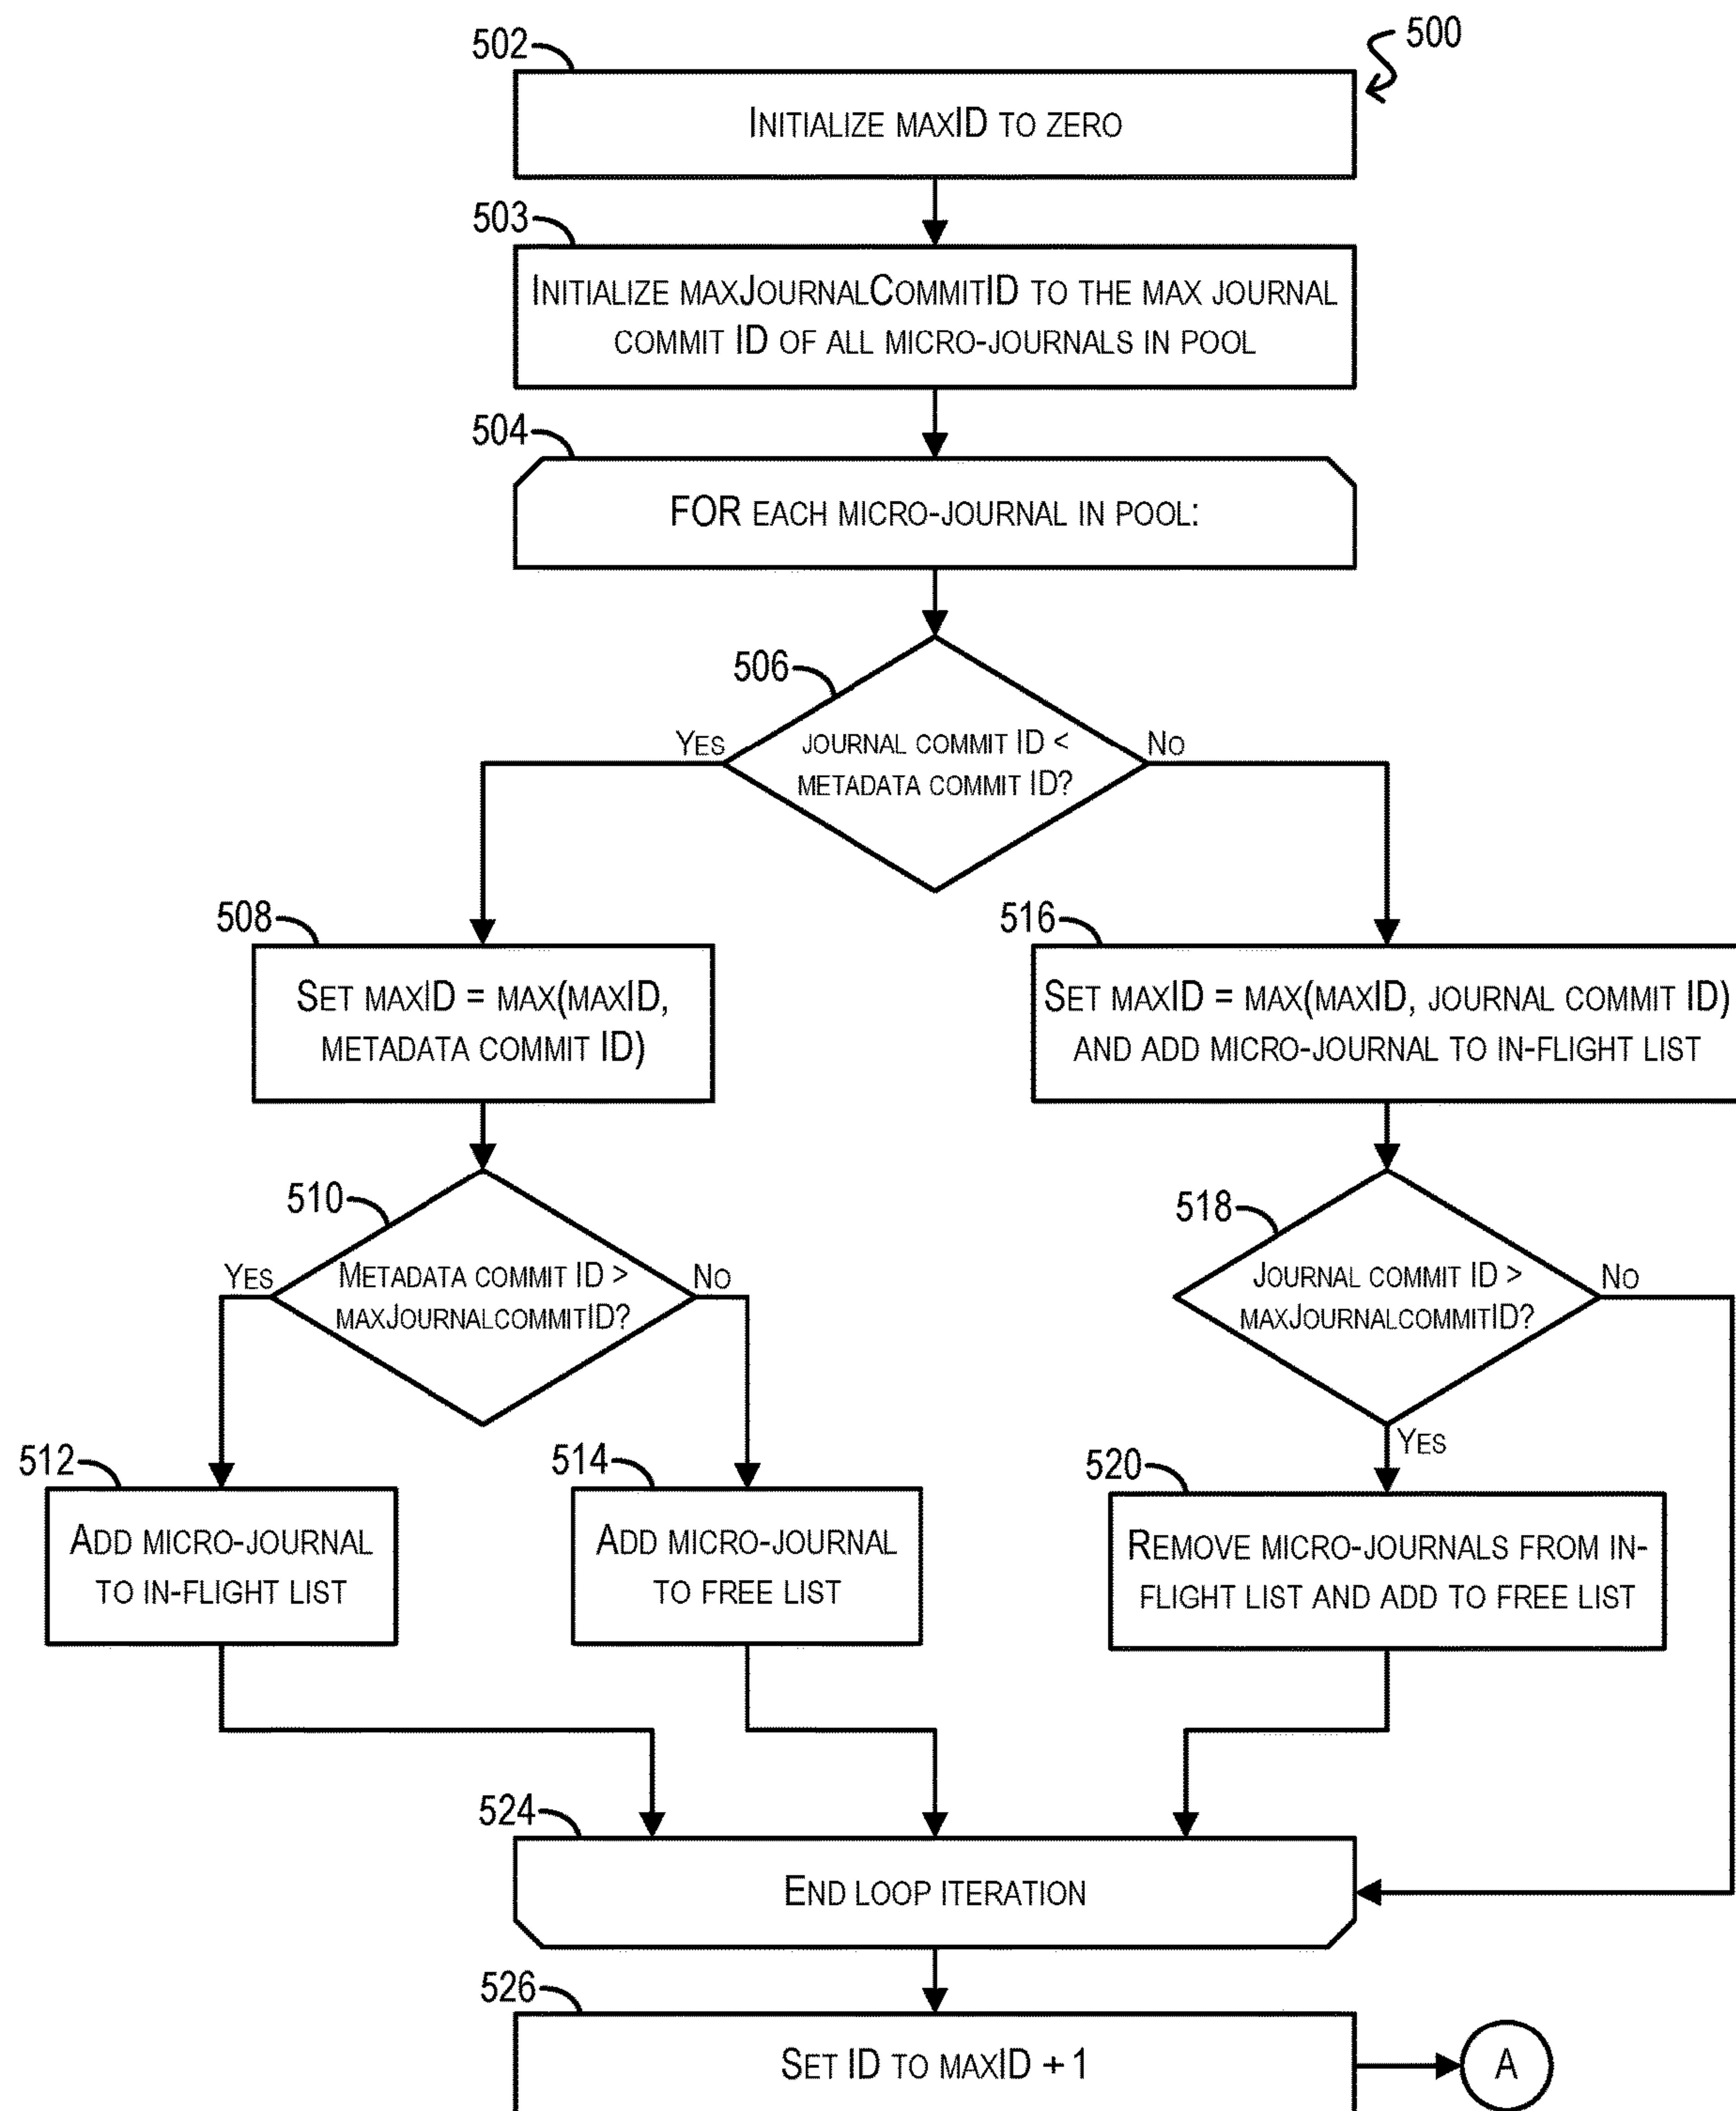 500
502
INITIALIZE MAXID TO ZERO
503
INITIALIZE MAXJOURNALCOMMITID TO THE MAX JOURNAL
COMMIT ID OF ALL MICRO-JOURNALS IN POOL
504
FOR EACH MICRO-JOURNAL IN POOL:
506
JOURNAL COMMIT ID <
METADATA COMMIT ID?
YES
NO
508
SET MAXID = MAX(MAXID,
METADATA COMMIT ID)
516
SET MAXID = MAX(MAXID, JOURNAL COMMIT ID)
AND ADD MICRO-JOURNAL TO IN-FLIGHT LIST
510
METADATA COMMIT ID >
MAXJOURNALCOMMITID?
YES
NO
518
JOURNAL COMMIT ID >
MAXJOURNALCOMMITID?
NO
YES
512
ADD MICRO-JOURNAL
TO IN-FLIGHT LIST
514
ADD MICRO-JOURNAL
TO FREE LIST
520
REMOVE MICRO-JOURNALS FROM IN-
FLIGHT LIST AND ADD TO FREE LIST
524
END LOOP ITERATION
526
SET ID TO MAXID + 1
A